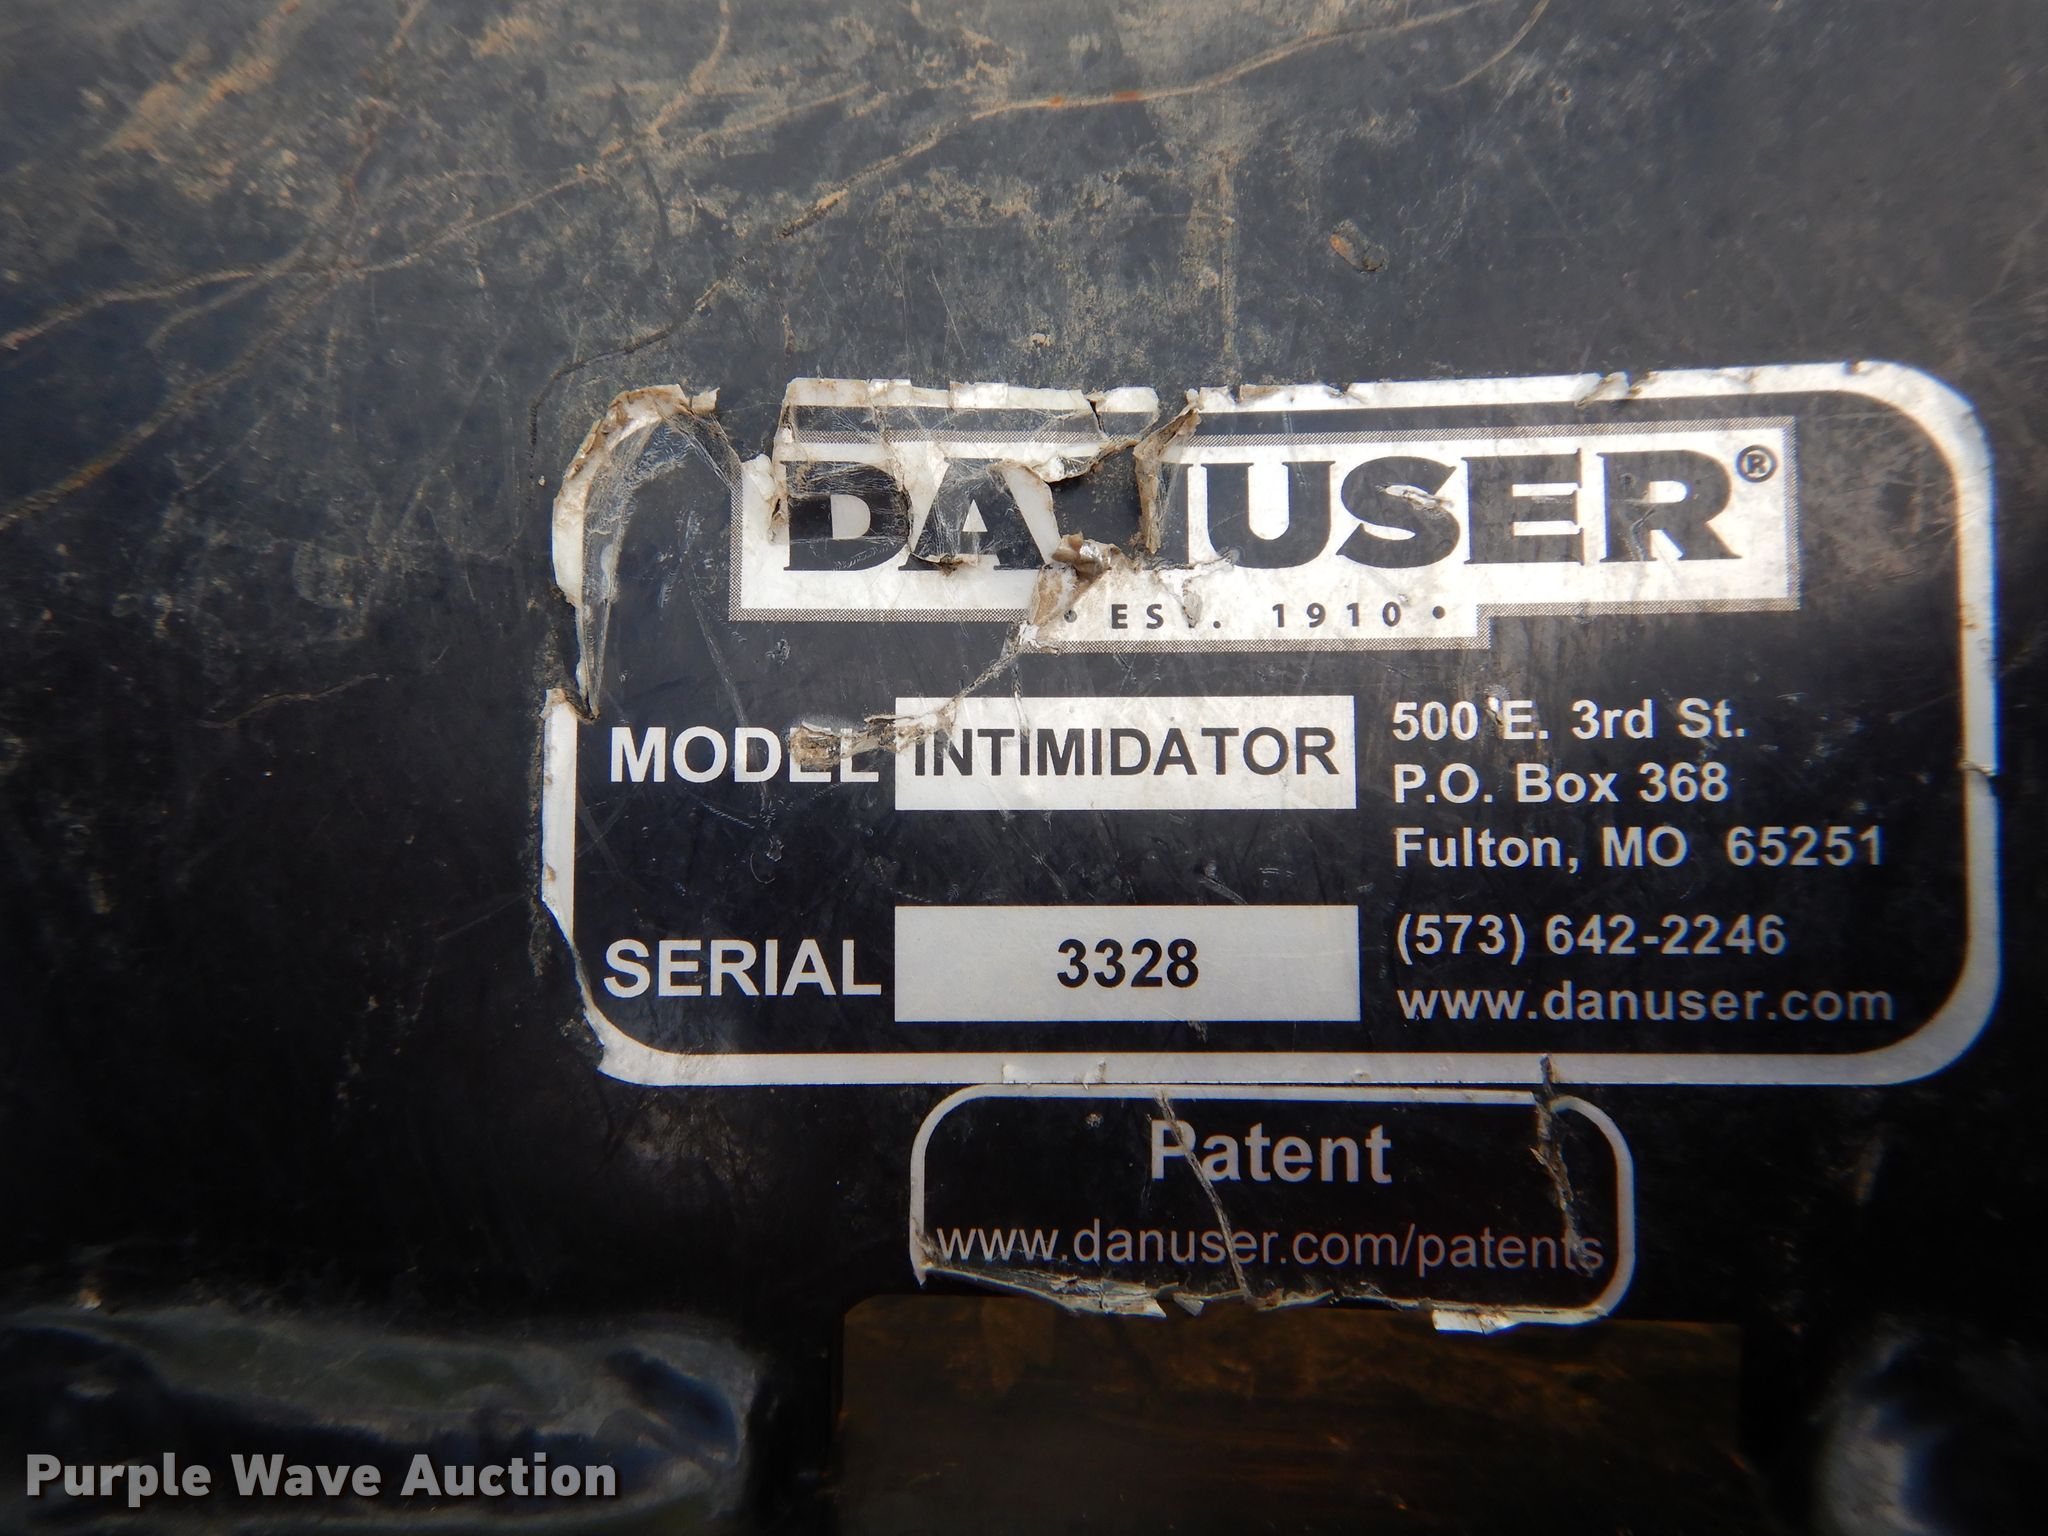 DANUSER®
• EST. 1910 •
MODEL INTIMIDATOR
500 E. 3rd St.
P.O. Box 368
Fulton, MO 65251
SERIAL 3328
(573) 642-2246
www.danuser.com
Patent
www.danuser.com/patents
Purple Wave Auction